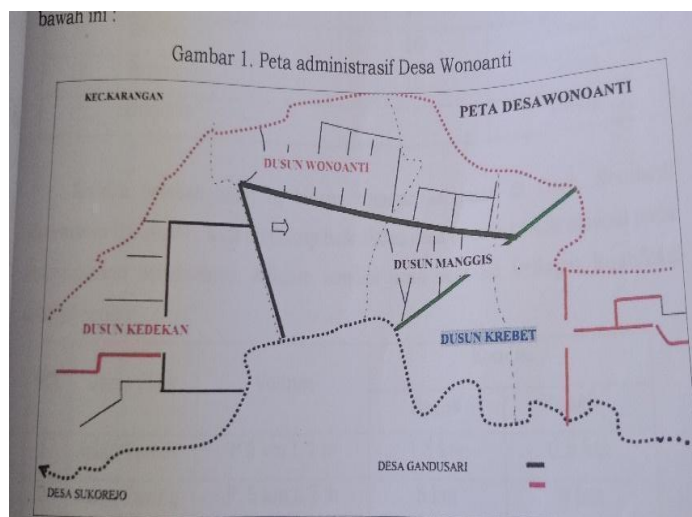 bawah ini :
Gambar 1. Peta administrasif Desa Wonoanti
KEC.KARANGAN
PETA DESAWONOANTI
DUSUN WONOANTI
DUSUN MANGGIS
DUSUN KEDEKAN
DUSUN KREBET
DESA GANDUSARI
DESA SUKOREJO